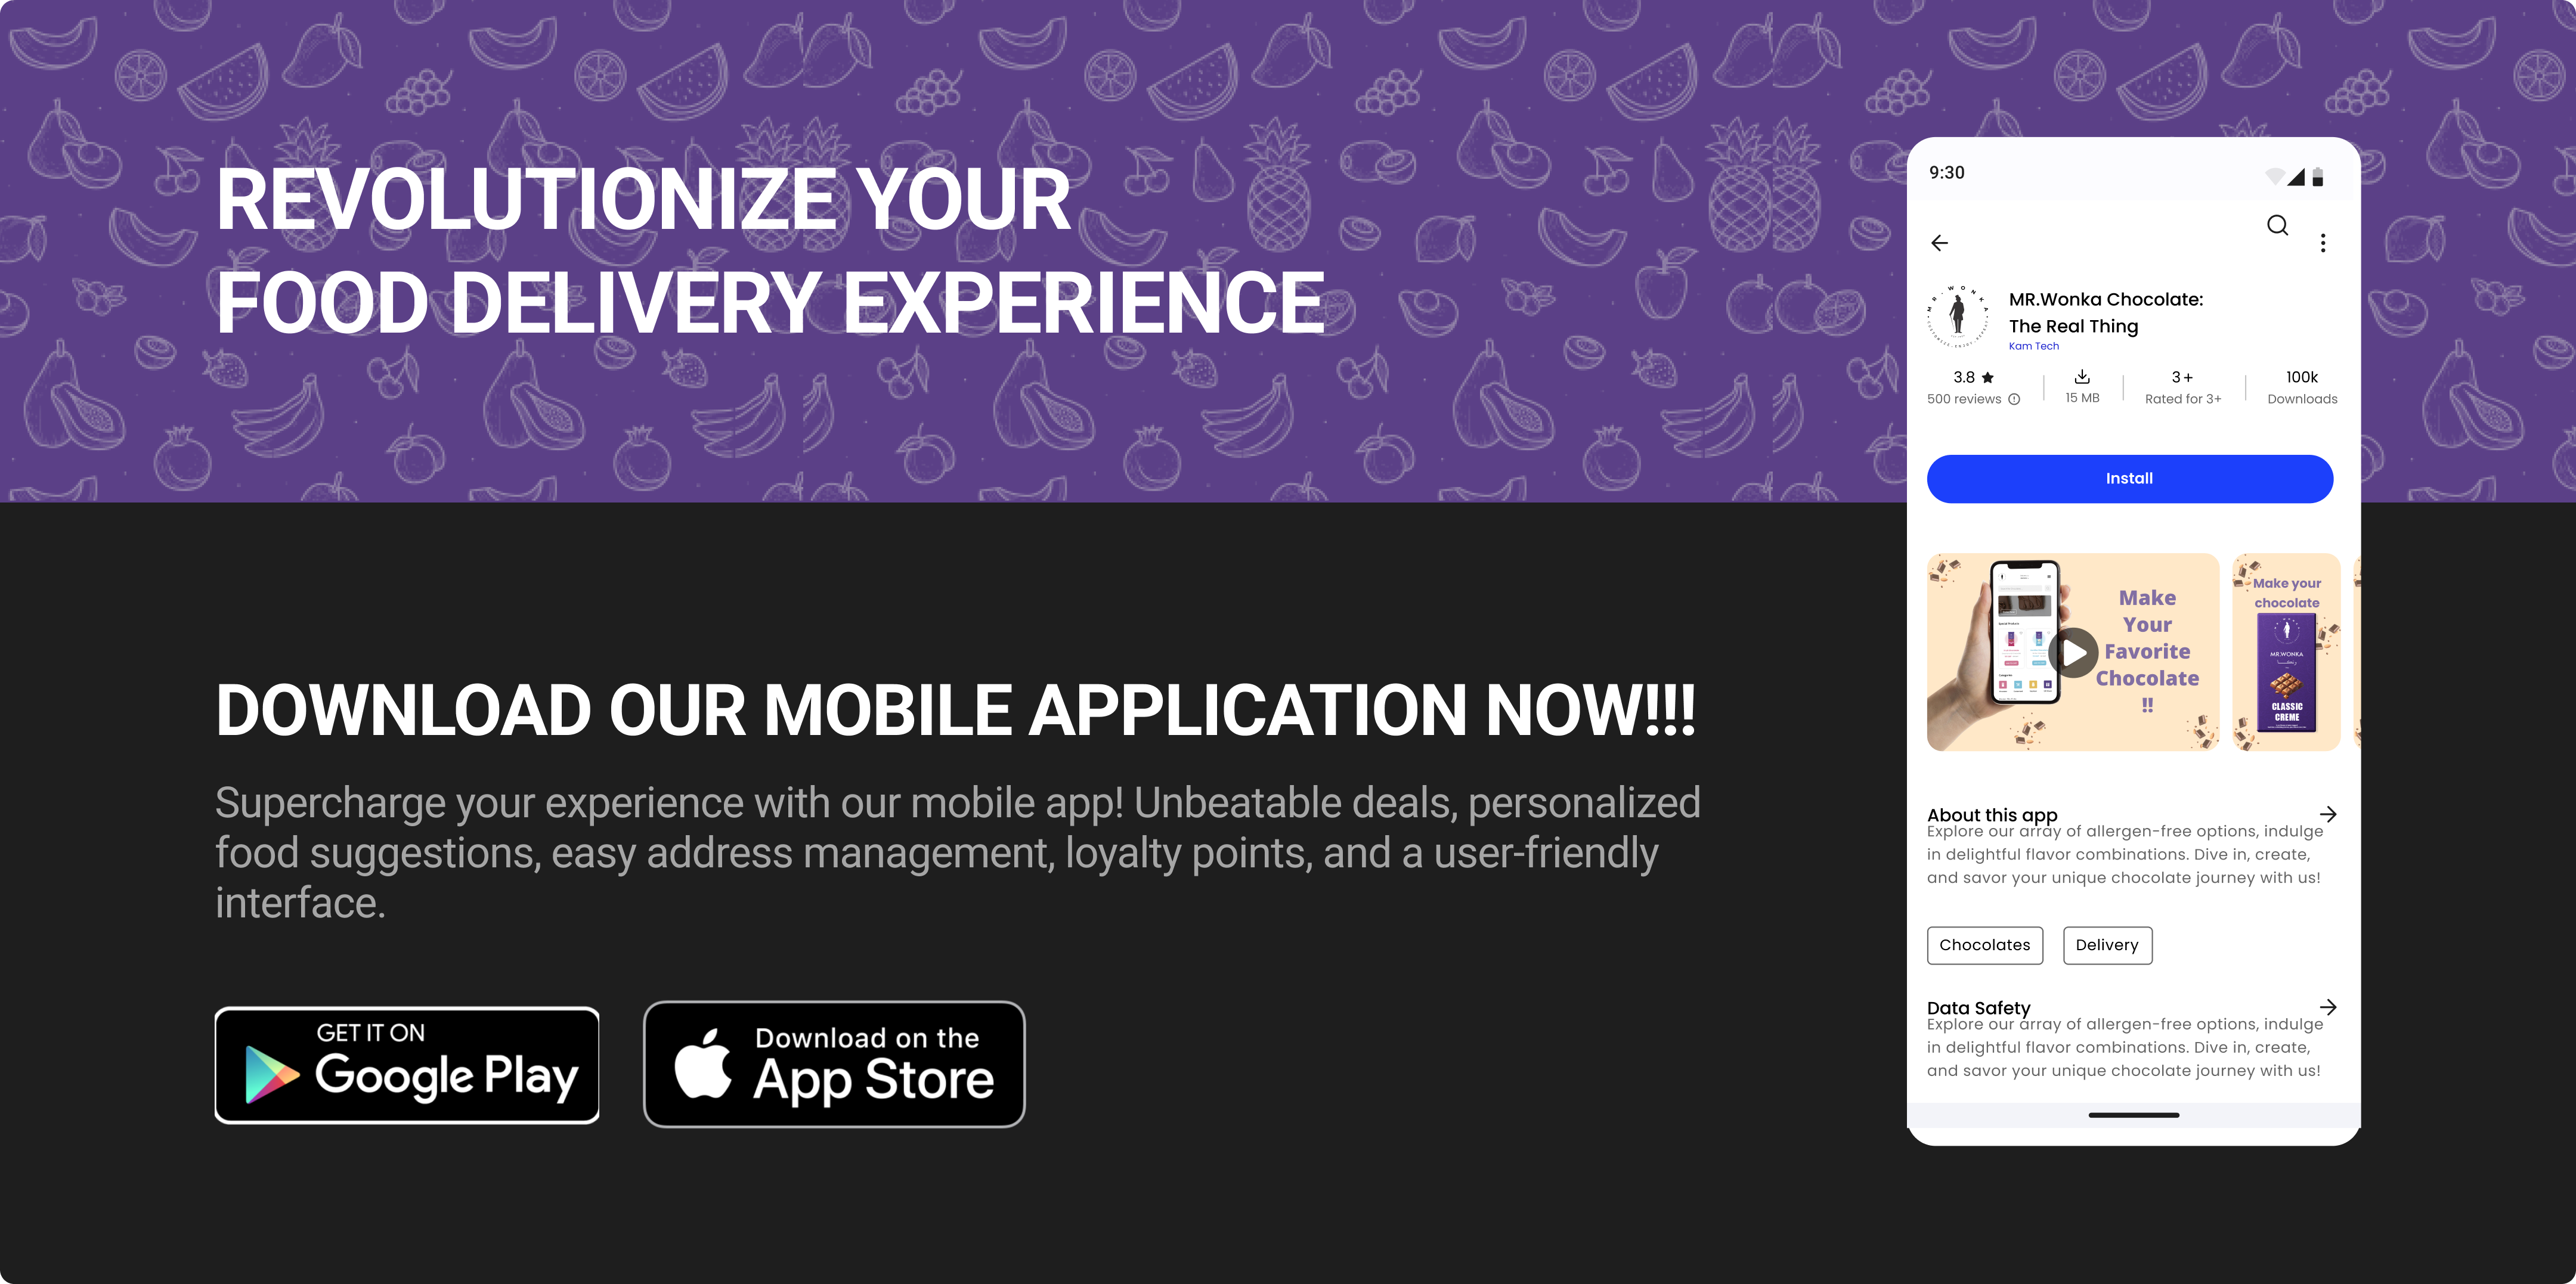 REVOLUTIONIZE YOUR
FOOD DELIVERY EXPERIENCE
DOWNLOAD OUR MOBILE APPLICATION NOW!!!
Supercharge your experience with our mobile app! Unbeatable deals, personalized
food suggestions, easy address management, loyalty points, and a user-friendly
interface.
GET IT ON
Google Play
Download on the
App Store
9:30
MR.WONKA
MR.Wonka Chocolate:
The Real Thing
Kam Tech
3.8 ★
500 reviews
15 MB
3+
Rated for 3+
100k
Downloads
Install
Make
Your
Favorite
Chocolate
!!
Make your
chocolate
MR.WONKA
CLASSIC
CREME
About this app
Explore our array of allergen-free options, indulge
in delightful flavor combinations. Dive in, create,
and savor your unique chocolate journey with us!
Chocolates
Delivery
Data Safety
Explore our array of allergen-free options, indulge
in delightful flavor combinations. Dive in, create,
and savor your unique chocolate journey with us!